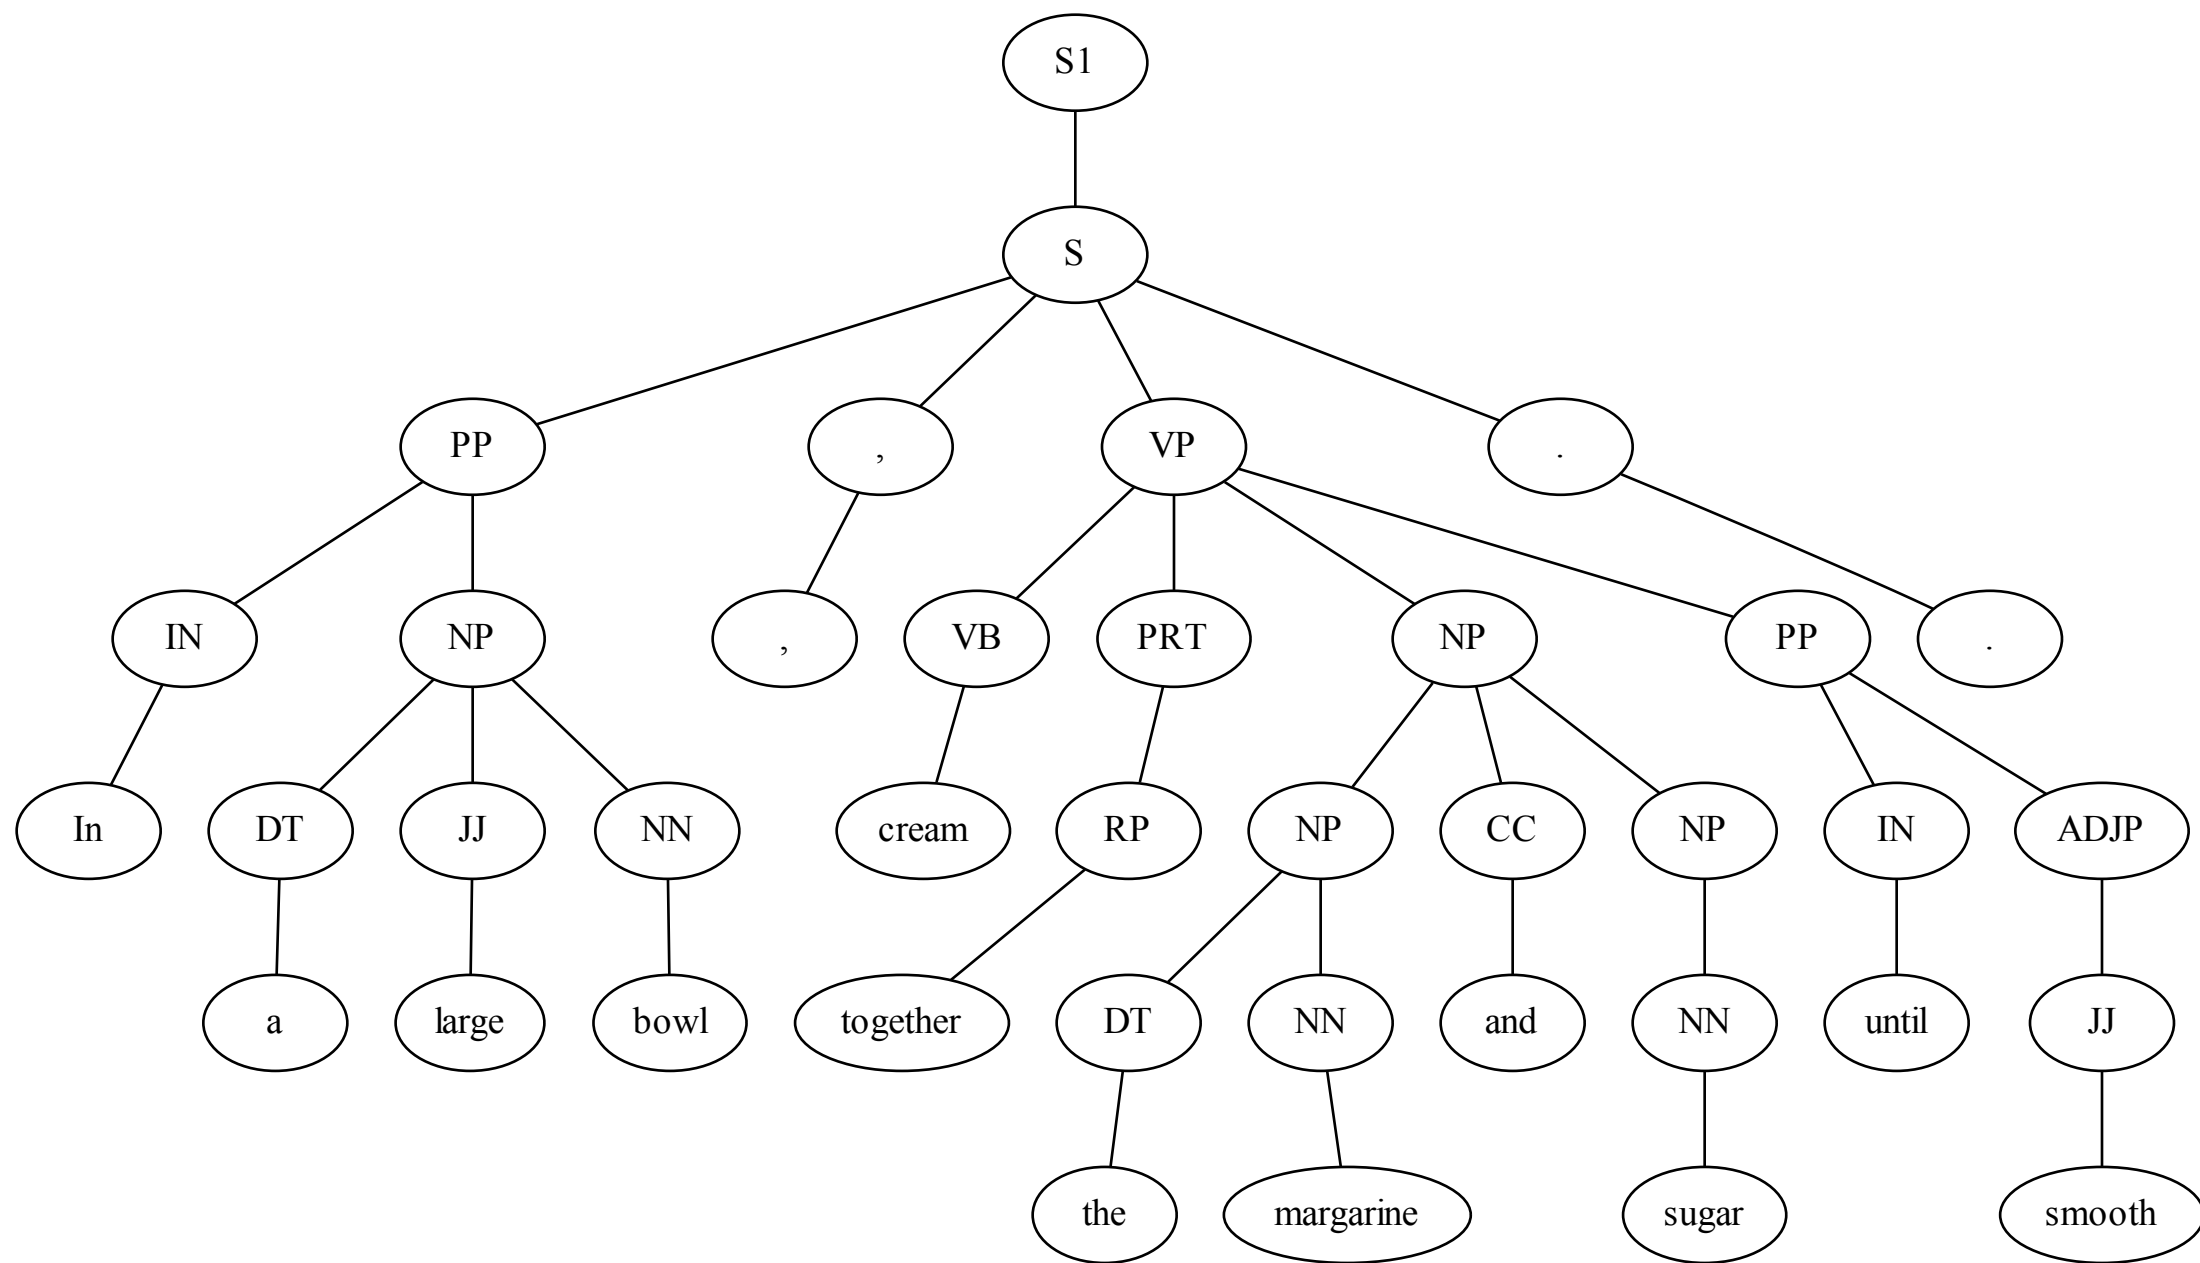 S1
S
PP , VP .
IN NP , VB PRT NP PP .
In DT JJ NN cream RP NP CC NP IN ADJP
a large bowl together DT NN and NN until JJ
the margarine sugar smooth